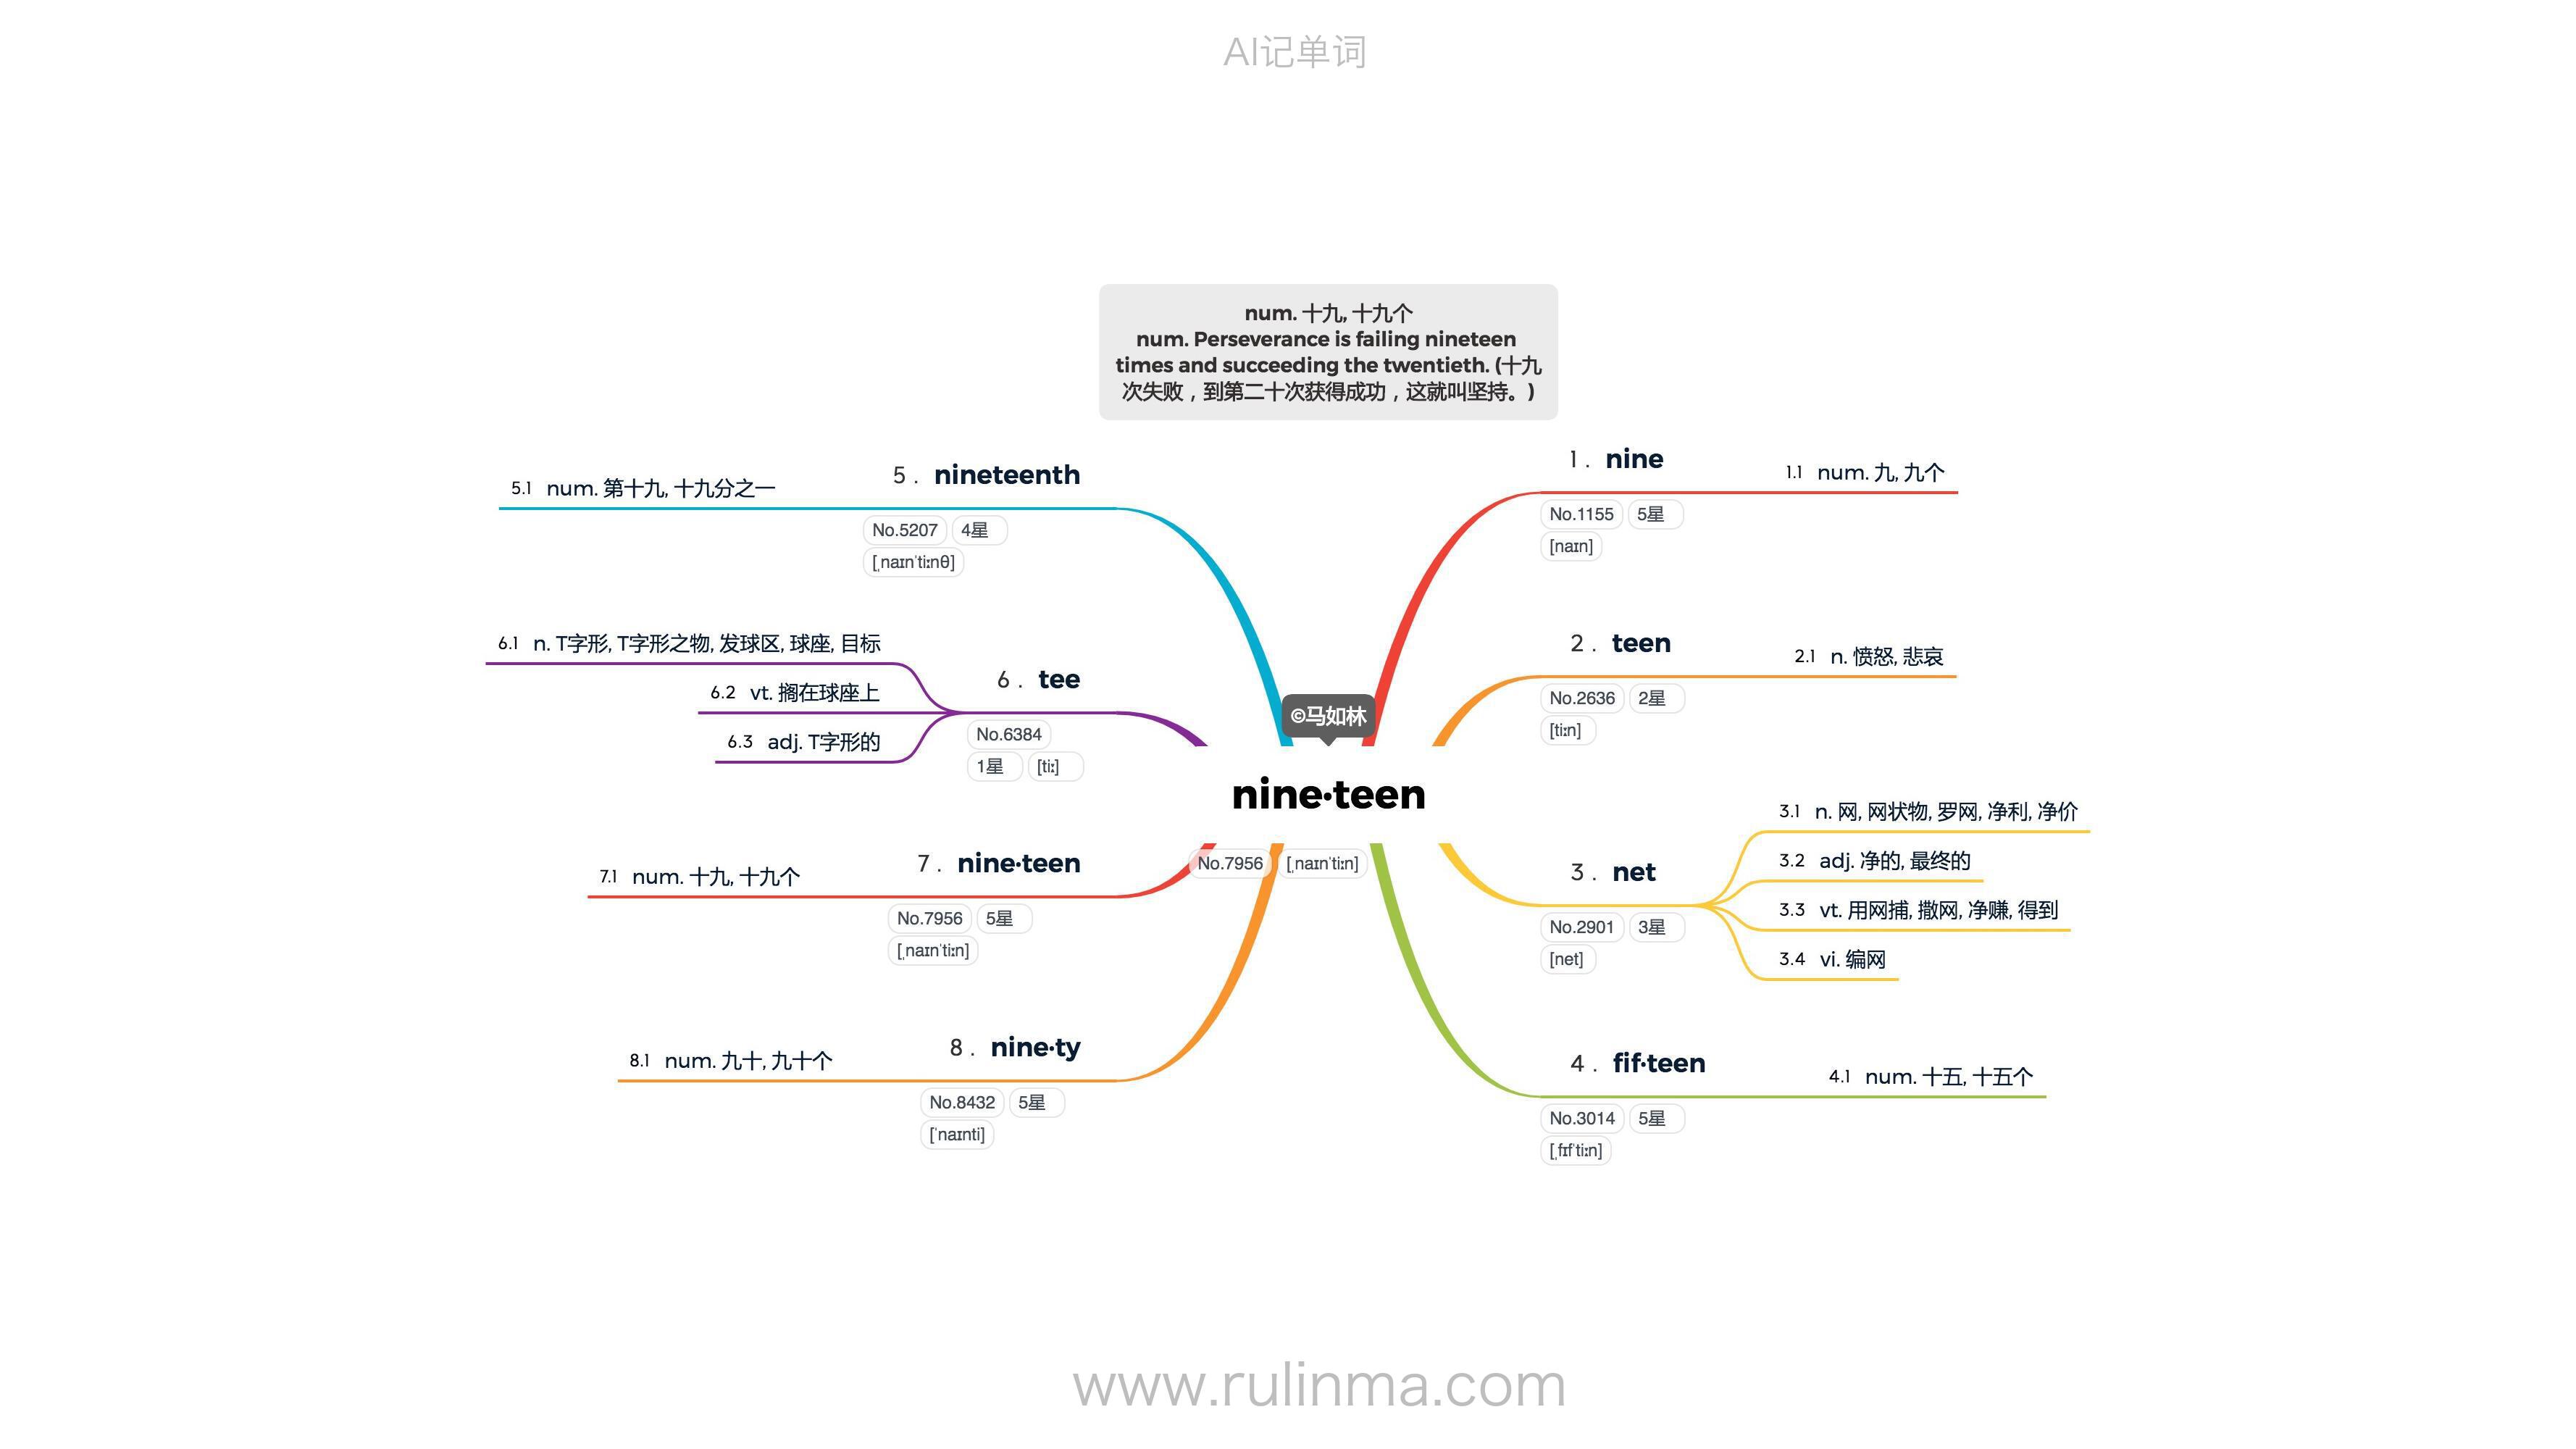 AI记单词
num. 十九, 十九个
num. Perseverance is failing nineteen
times and succeeding the twentieth. (十九
次失败，到第二十次获得成功，这就叫坚持。)
©马如林
nine·teen
No.7956 [ˌnaɪnˈtiːn]
1 . nine
No.1155 5星
[naɪn]
1.1 num. 九, 九个
2 . teen
No.2636 2星
[tiːn]
2.1 n. 愤怒, 悲哀
3 . net
No.2901 3星
[net]
3.1 n. 网, 网状物, 罗网, 净利, 净价
3.2 adj. 净的, 最终的
3.3 vt. 用网捕, 撒网, 净赚, 得到
3.4 vi. 编网
4 . fif·teen
No.3014 5星
[ˌfɪfˈtiːn]
4.1 num. 十五, 十五个
5 . nineteenth
No.5207 4星
[ˌnaɪnˈtiːnθ]
5.1 num. 第十九, 十九分之一
6 . tee
No.6384
1星 [tiː]
6.1 n. T字形, T字形之物, 发球区, 球座, 目标
6.2 vt. 搁在球座上
6.3 adj. T字形的
7 . nine·teen
No.7956 5星
[ˌnaɪnˈtiːn]
7.1 num. 十九, 十九个
8 . nine·ty
No.8432 5星
[ˈnaɪnti]
8.1 num. 九十, 九十个
www.rulinma.com